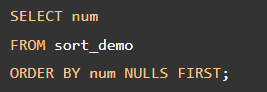 SELECT num
FROM sort_demo
ORDER BY num NULLS FIRST;